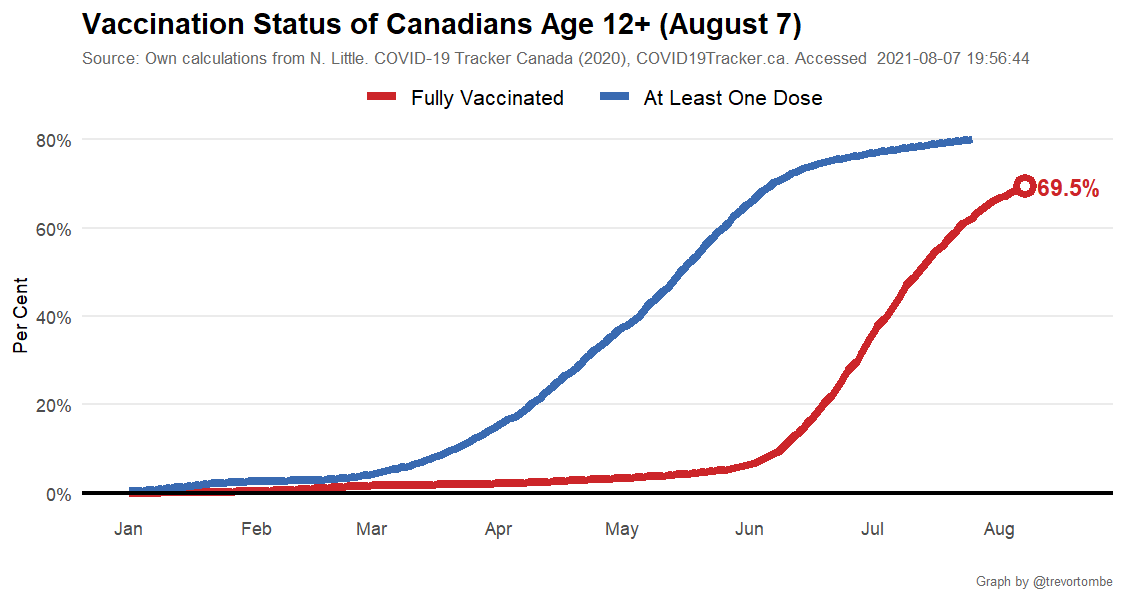 Vaccination Status of Canadians Age 12+ (August 7)
Source: Own calculations from N. Little. COVID-19 Tracker Canada (2020), COVID19Tracker.ca. Accessed  2021-08-07 19:56:44
Fully Vaccinated At Least One Dose
Per Cent
80%
60%
40%
20%
0%
69.5%
Jan Feb Mar Apr May Jun Jul Aug
Graph by @trevortombe